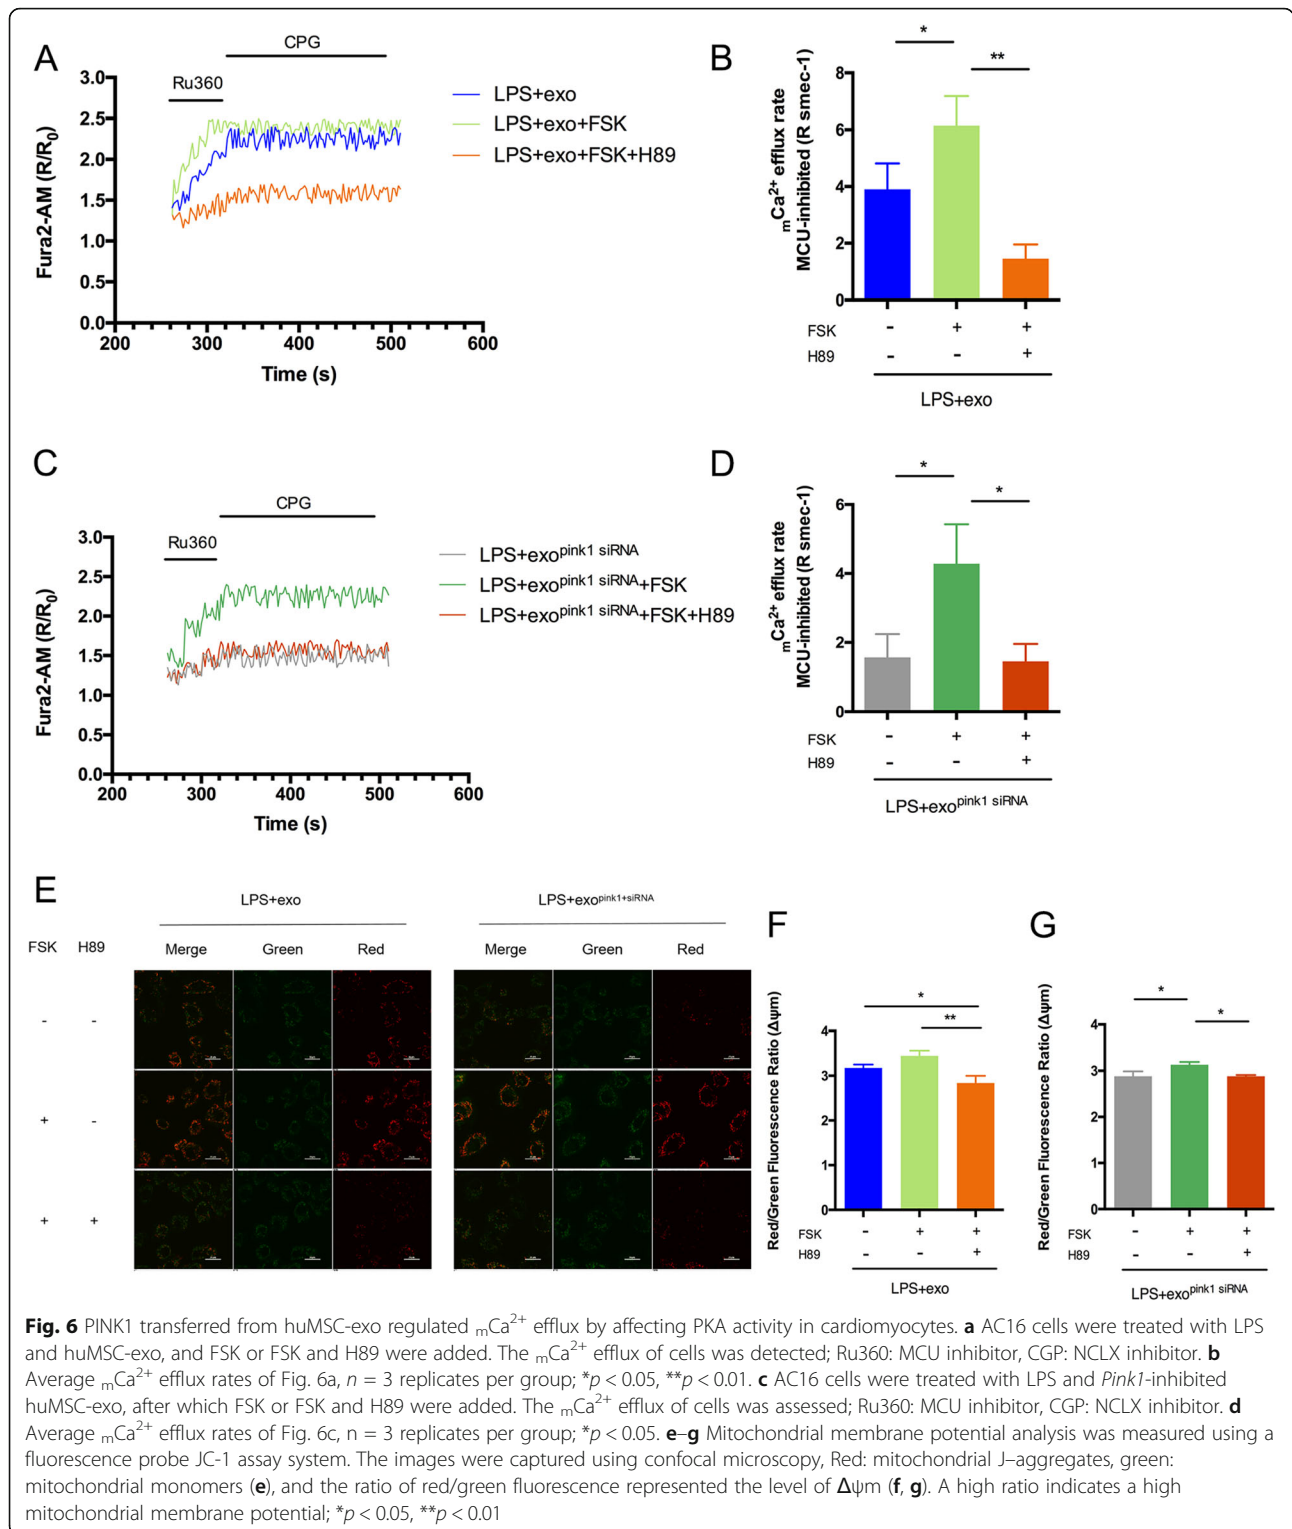 A
CPG
Ru360
3.0
2.5
2.0
1.5
1.0
0.5
0.0
Fura2-AM (R/R0)
200 300 400 500 600
Time (s)
LPS+exo
LPS+exo+FSK
LPS+exo+FSK+H89
B
* **
mCa2+ efflux rate
MCU-inhibited (R smec-1)
8
6
4
2
0
FSK - + +
H89 - - +
LPS+exo
C
CPG
Ru360
3.0
2.5
2.0
1.5
1.0
0.5
0.0
Fura2-AM (R/R0)
200 300 400 500 600
Time (s)
LPS+exopink1 siRNA
LPS+exopink1 siRNA+FSK
LPS+exopink1 siRNA+FSK+H89
D
* *
mCa2+ efflux rate
MCU-inhibited (R smec-1)
6
4
2
0
FSK - + +
H89 - - +
LPS+exopink1 siRNA
E
LPS+exo LPS+exopink1+siRNA
FSK H89 Merge Green Red Merge Green Red
- -
+ -
+ +
F
*
**
Red/Green Fluorescence Ratio (Δψm)
4
3
2
1
0
FSK - + +
H89 - - +
LPS+exo
G
* *
Red/Green Fluorescence Ratio (Δψm)
4
3
2
1
0
FSK - + +
H89 - - +
LPS+exopink1 siRNA
Fig. 6 PINK1 transferred from huMSC-exo regulated mCa2+ efflux by affecting PKA activity in cardiomyocytes. a AC16 cells were treated with LPS
and huMSC-exo, and FSK or FSK and H89 were added. The mCa2+ efflux of cells was detected; Ru360: MCU inhibitor, CGP: NCLX inhibitor. b
Average mCa2+ efflux rates of Fig. 6a, n = 3 replicates per group; *p < 0.05, **p < 0.01. c AC16 cells were treated with LPS and Pink1-inhibited
huMSC-exo, after which FSK or FSK and H89 were added. The mCa2+ efflux of cells was assessed; Ru360: MCU inhibitor, CGP: NCLX inhibitor. d
Average mCa2+ efflux rates of Fig. 6c, n = 3 replicates per group; *p < 0.05. e–g Mitochondrial membrane potential analysis was measured using a
fluorescence probe JC-1 assay system. The images were captured using confocal microscopy, Red: mitochondrial J–aggregates, green:
mitochondrial monomers (e), and the ratio of red/green fluorescence represented the level of Δψm (f, g). A high ratio indicates a high
mitochondrial membrane potential; *p < 0.05, **p < 0.01